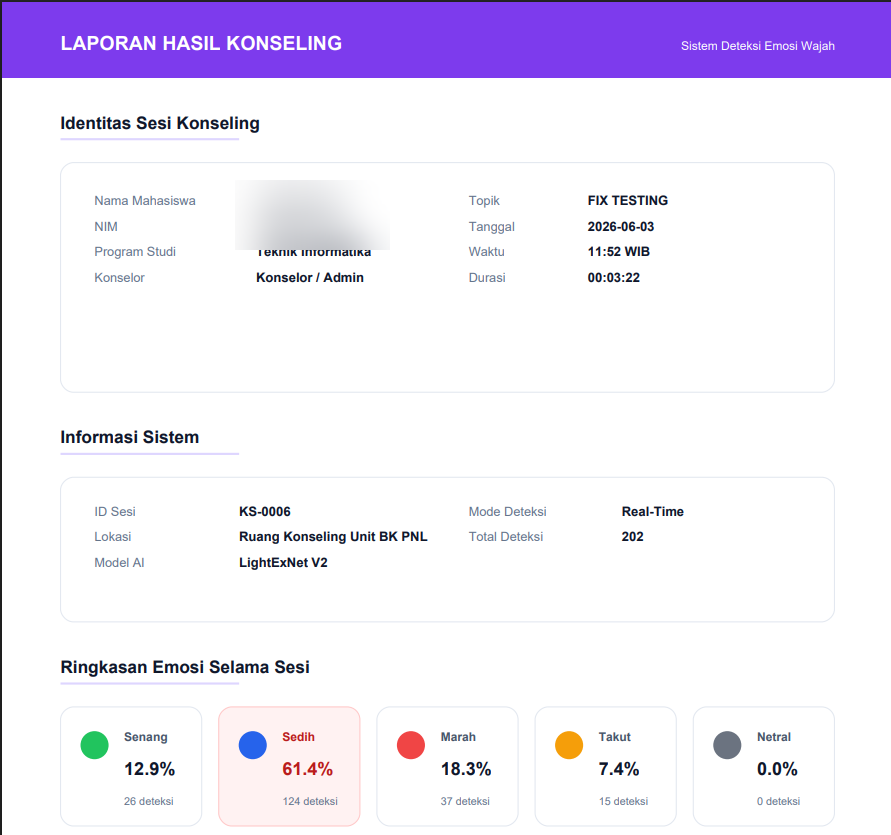 LAPORAN HASIL KONSELING
Sistem Deteksi Emosi Wajah
Identitas Sesi Konseling
Nama Mahasiswa
Topik FIX TESTING
NIM
Tanggal 2026-06-03
Program Studi Teknik Informatika
Waktu 11:52 WIB
Konselor Konselor / Admin
Durasi 00:03:22
Informasi Sistem
ID Sesi KS-0006
Mode Deteksi Real-Time
Lokasi Ruang Konseling Unit BK PNL
Total Deteksi 202
Model AI LightExNet V2
Ringkasan Emosi Selama Sesi
Senang
12.9%
26 deteksi
Sedih
61.4%
124 deteksi
Marah
18.3%
37 deteksi
Takut
7.4%
15 deteksi
Netral
0.0%
0 deteksi